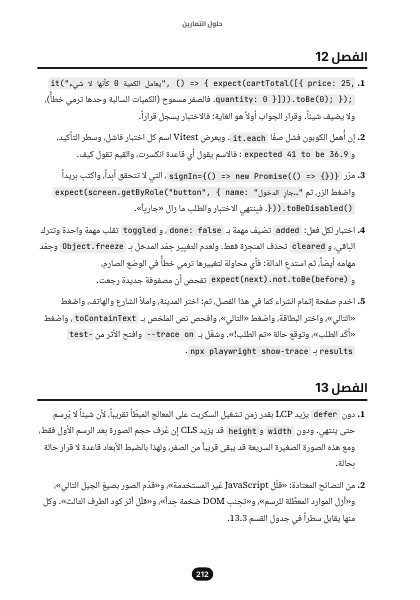 حلول التمارين
الفصل 12
1. it("يعامل الكمية 0 كأنها لا شيء", () => { expect(cartTotal([{ price: 25,
quantity: 0 }])).toBe(0); });. فالصفر مسموح (الكميات السالبة وحدها ترمي خطأً)،
ولا يضيف شيئاً. وقرار الجواب أولاً هو الغاية: فالاختبار يسجل قراراً.
2. إن أُهمل الكوبون فشل صفّا it.each. ويعرض Vitest اسم كل اختبار فاشل، وسطر التأكيد،
و expected 41 to be 36.9: فالاسم يقول أي قاعدة انكسرت، والقيم تقول كيف.
3. مرّر signIn={() => new Promise(() => {})}، التي لا تتحقق أبداً، واكتب بريداً
واضغط الزر، ثم expect(screen.getByRole("button", { name: "جارٍ الدخول…"
})).toBeDisabled(). فينتهي الاختبار والطلب ما زال «جارياً».
4. اختبار لكل فعل: added تضيف مهمة بـ done: false، و toggled تقلب مهمة واحدة وتترك
الباقي، و cleared تحذف المنجزة فقط. ولعدم التغيير جمّد المدخل بـ Object.freeze وجمّد
مهامه أيضاً، ثم استدعِ الدالة: فأي محاولة لتغييرها ترمي خطأً في الوضع الصارم،
و expect(next).not.toBe(before) تفحص أن مصفوفة جديدة رجعت.
5. اخدم صفحة إتمام الشراء كما في هذا الفصل، ثم: اختر المدينة، واملأ الشارع والهاتف، واضغط
«التالي»، واختر البطاقة، واضغط «التالي»، وافحص نص الملخص بـ toContainText، واضغط
«أكّد الطلب»، وتوقع حالة «تم الطلب!». وشغّل بـ --trace on وافتح الأثر من test-
results بـ npx playwright show-trace.
الفصل 13
1. دون defer يزيد LCP بقدر زمن تشغيل السكربت على المعالج المبطّأ تقريباً، لأن شيئاً لا يُرسم
حتى ينتهي. ودون width و height قد يزيد CLS إن عُرف حجم الصورة بعد الرسم الأول فقط،
ومع هذه الصورة الصغيرة السريعة قد يبقى قريباً من الصفر، ولهذا بالضبط الأبعاد قاعدة لا قرار حالة
بحالة.
2. من النصائح المعتادة: «قلّل JavaScript غير المستخدمة»، و«قدّم الصور بصيغ الجيل التالي»،
و«أزل الموارد المعطّلة للرسم»، و«تجنب DOM ضخمة جداً»، و«قلّل أثر كود الطرف الثالث». وكل
منها يقابل سطراً في جدول القسم 13.3.
212